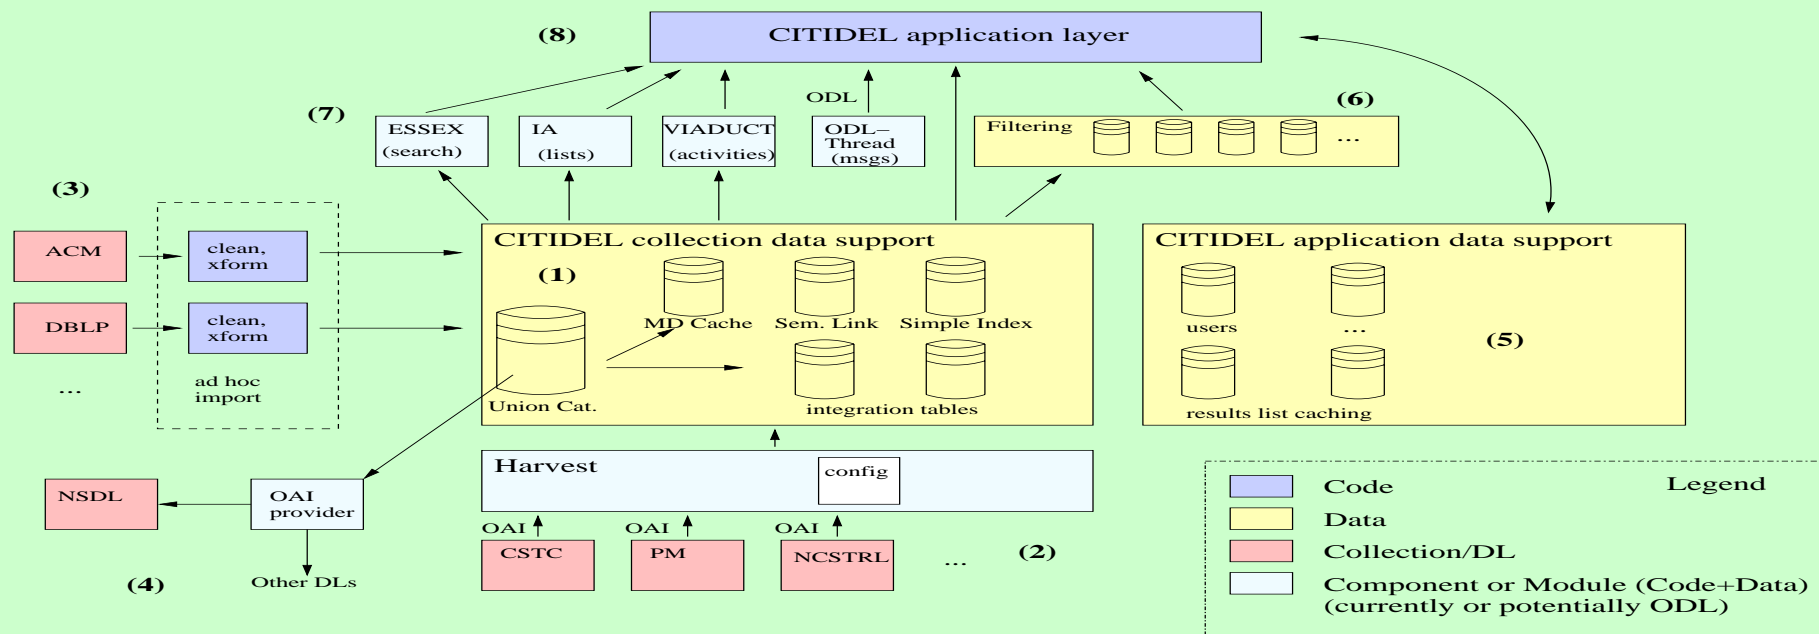 (8)
CITIDEL application layer
(7)
ODL
(6)
ESSEX
(search)
IA
(lists)
VIADUCT
(activities)
ODL–
Thread
(msgs)
Filtering
...
(3)
ACM
clean,
xform
DBLP
clean,
xform
...
ad hoc
import
CITIDEL collection data support
(1)
MD Cache
Sem. Link
Simple Index
Union Cat.
integration tables
CITIDEL application data support
users
...
(5)
results list caching
Harvest
config
NSDL
OAI
provider
Other DLs
(4)
OAI
OAI
OAI
CSTC
PM
NCSTRL
...
(2)
Legend
Code
Data
Collection/DL
Component or Module (Code+Data)
(currently or potentially ODL)